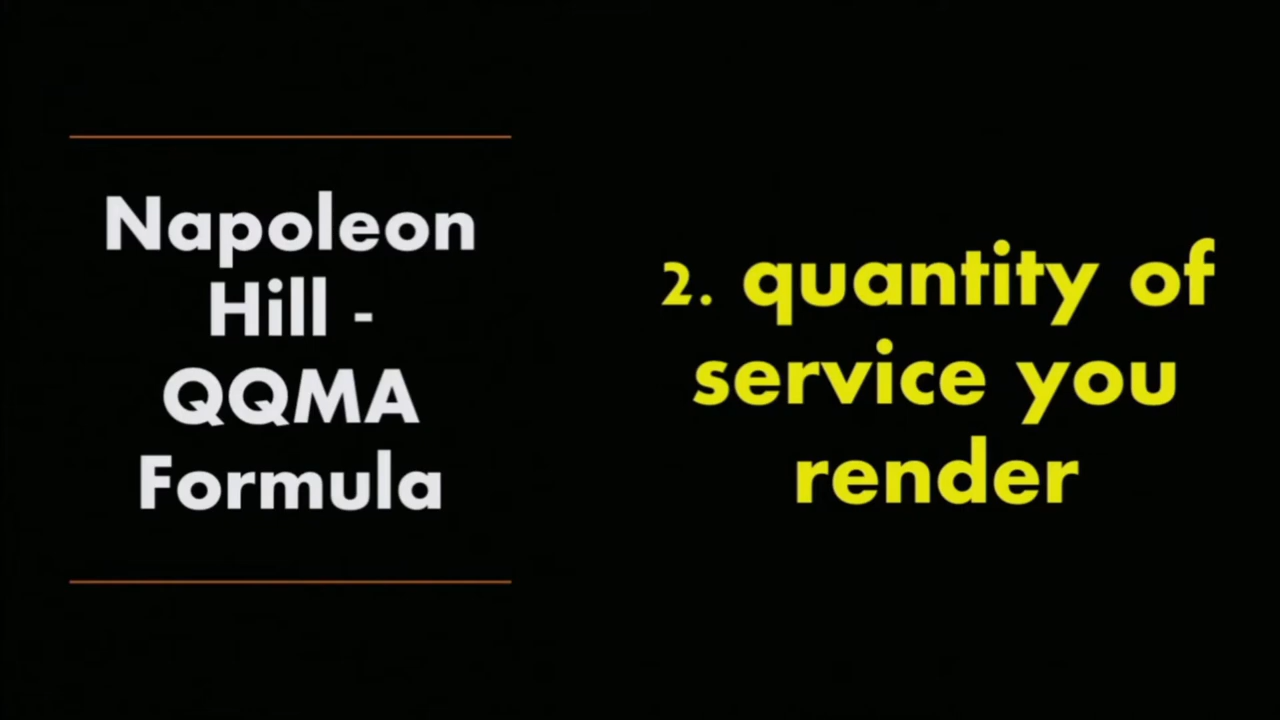 Napoleon
Hill -
QQMA
Formula
2. quantity of
service you
render